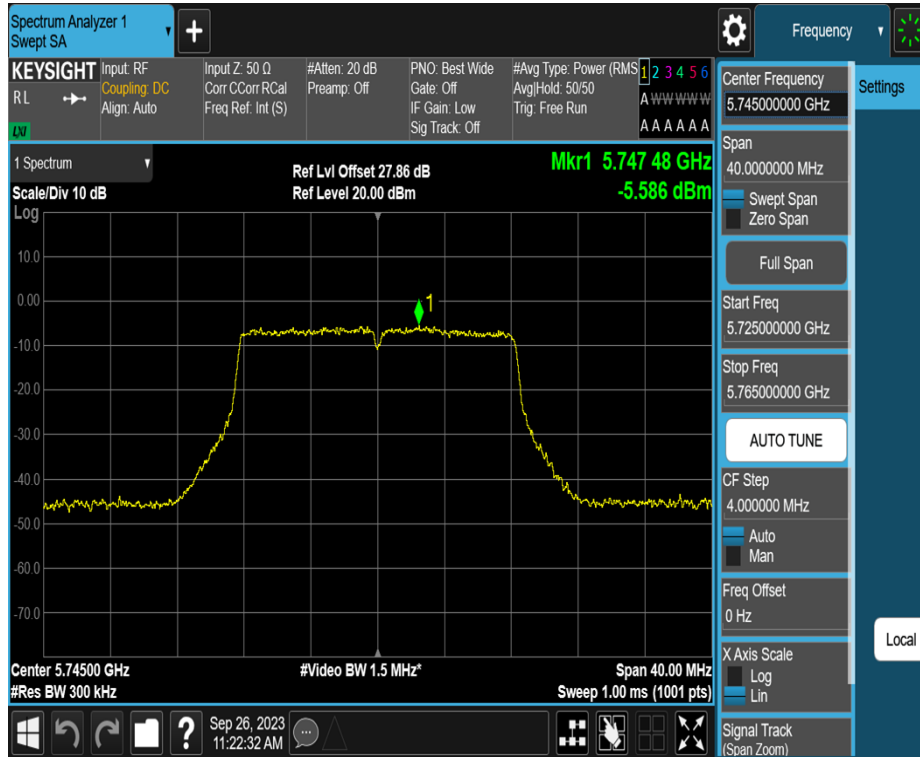 Spectrum Analyzer 1
Swept SA
+
Frequency
KEYSIGHT
RL
LXI
Input: RF
Coupling: DC
Align: Auto
Input Z: 50 Ω
Corr CCorr RCal
Freq Ref: Int (S)
#Atten: 20 dB
Preamp: Off
PNO: Best Wide
Gate: Off
IF Gain: Low
Sig Track: Off
#Avg Type: Power (RMS
Avg|Hold: 50/50
Trig: Free Run
1 2 3 4 5 6
A W W W W W
A A A A A A
1 Spectrum
Scale/Div 10 dB
Log
Ref Lvl Offset 27.86 dB
Ref Level 20.00 dBm
Mkr1 5.747 48 GHz
-5.586 dBm
10.0
0.00
-10.0
-20.0
-30.0
-40.0
-50.0
-60.0
-70.0
1
Center 5.74500 GHz
#Res BW 300 kHz
#Video BW 1.5 MHz*
Span 40.00 MHz
Sweep 1.00 ms (1001 pts)
?
Sep 26, 2023
11:22:32 AM
Center Frequency
5.745000000 GHz
Span
40.0000000 MHz
Swept Span
Zero Span
Full Span
Start Freq
5.725000000 GHz
Stop Freq
5.765000000 GHz
AUTO TUNE
CF Step
4.000000 MHz
Auto
Man
Freq Offset
0 Hz
X Axis Scale
Log
Lin
Signal Track
(Span Zoom)
Settings
Local